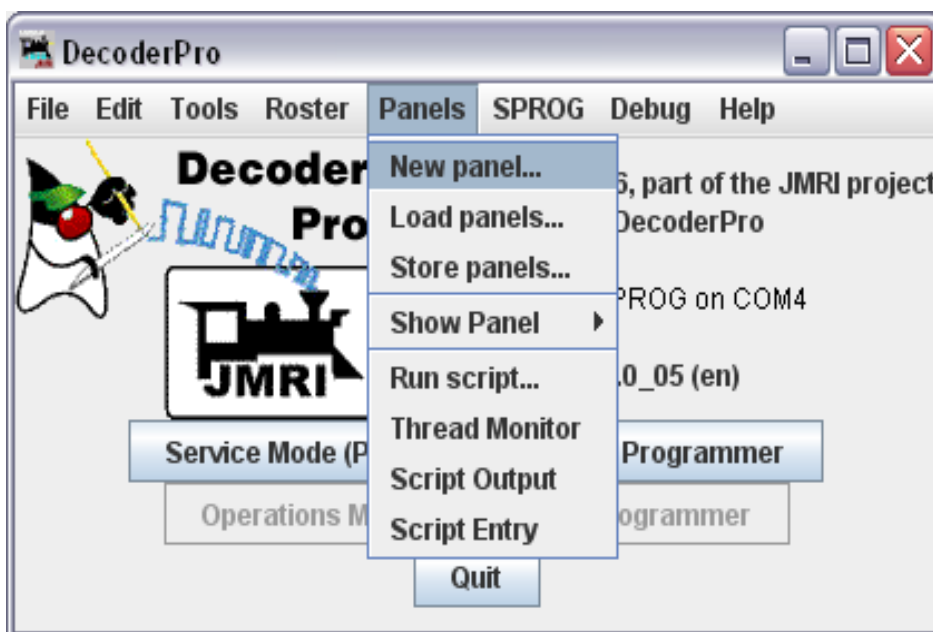 DecoderPro
File Edit Tools Roster Panels SPROG Debug Help
Decoder
Pro
New panel...
Load panels...
Store panels...
Show Panel
Run script...
Thread Monitor
Script Output
Script Entry
6, part of the JMRI project
DecoderPro
PROG on COM4
.0_05 (en)
JMRI
Service Mode (P
Programmer
Operations M
ogrammer
Quit